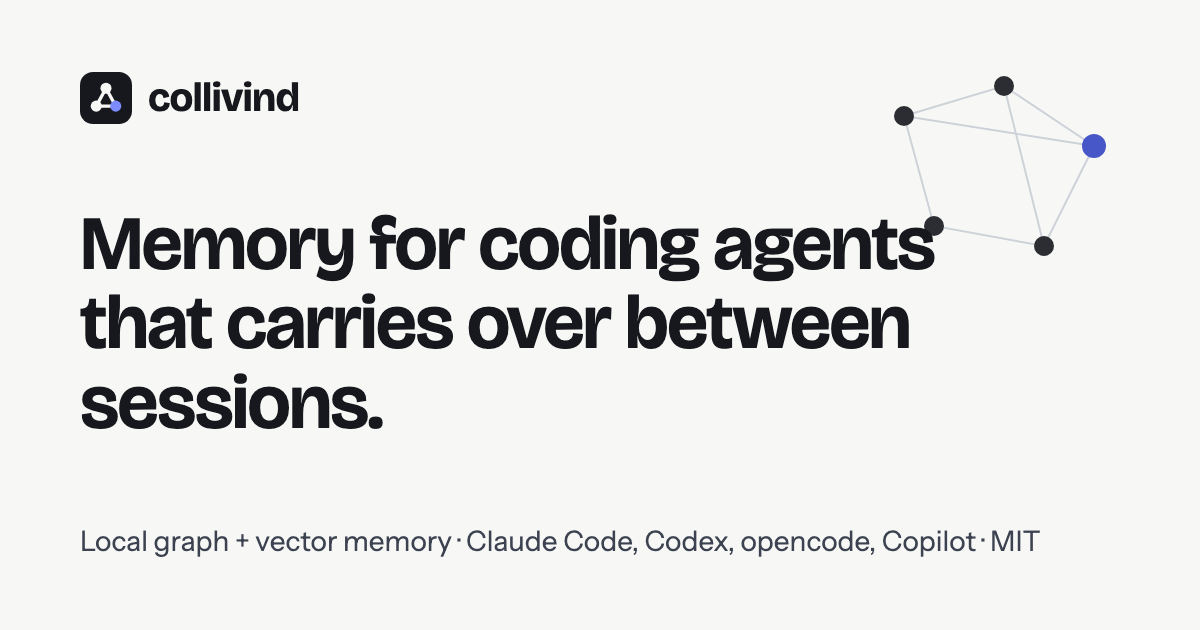 collivind
Memory for coding agents
that carries over between
sessions.
Local graph + vector memory · Claude Code, Codex, opencode, Copilot · MIT